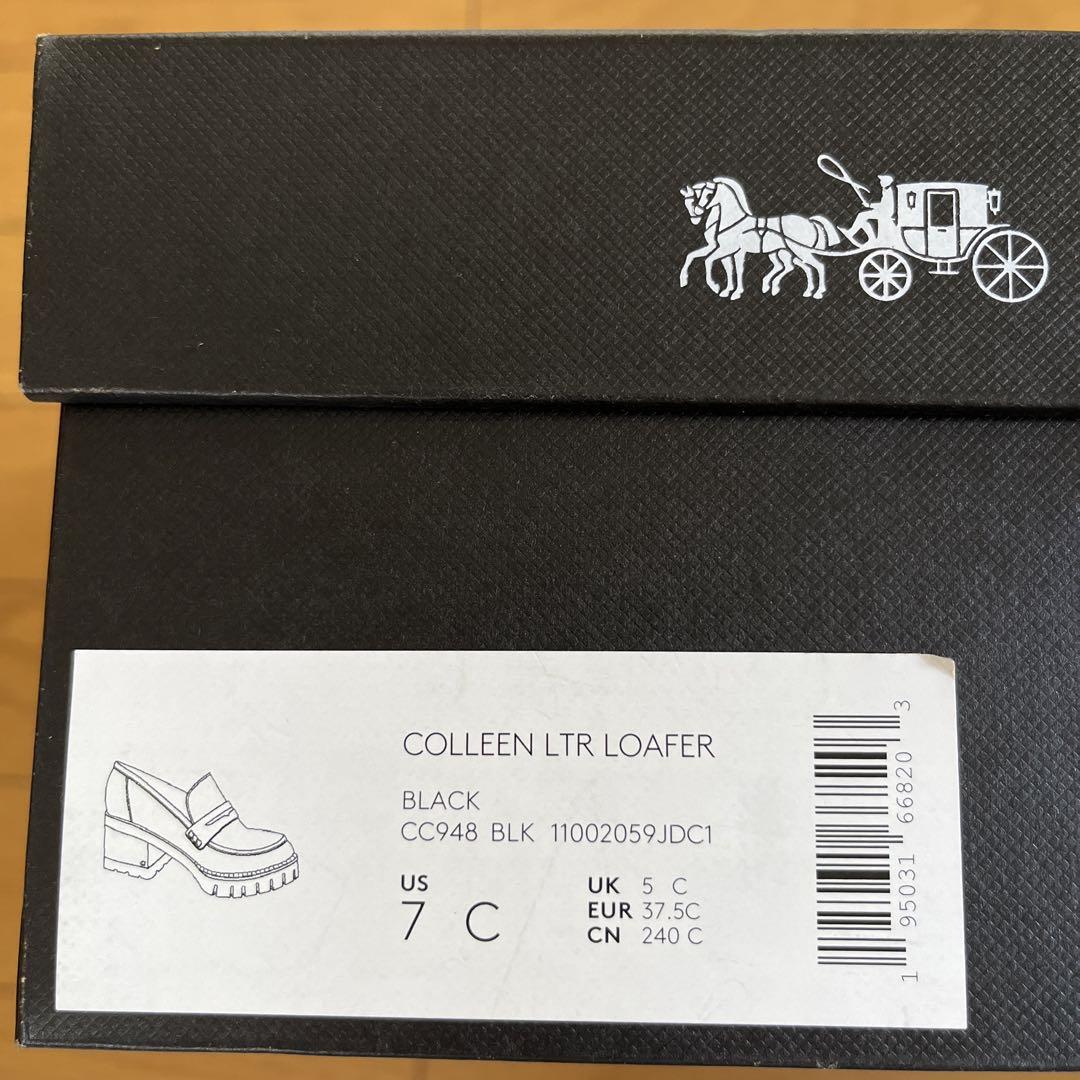 COLLEEN LTR LOAFER
BLACK
CC948 BLK 11002059JDC1
US
7 C
UK 5 C
EUR 37.5C
CN 240 C
1 95031 66820 3